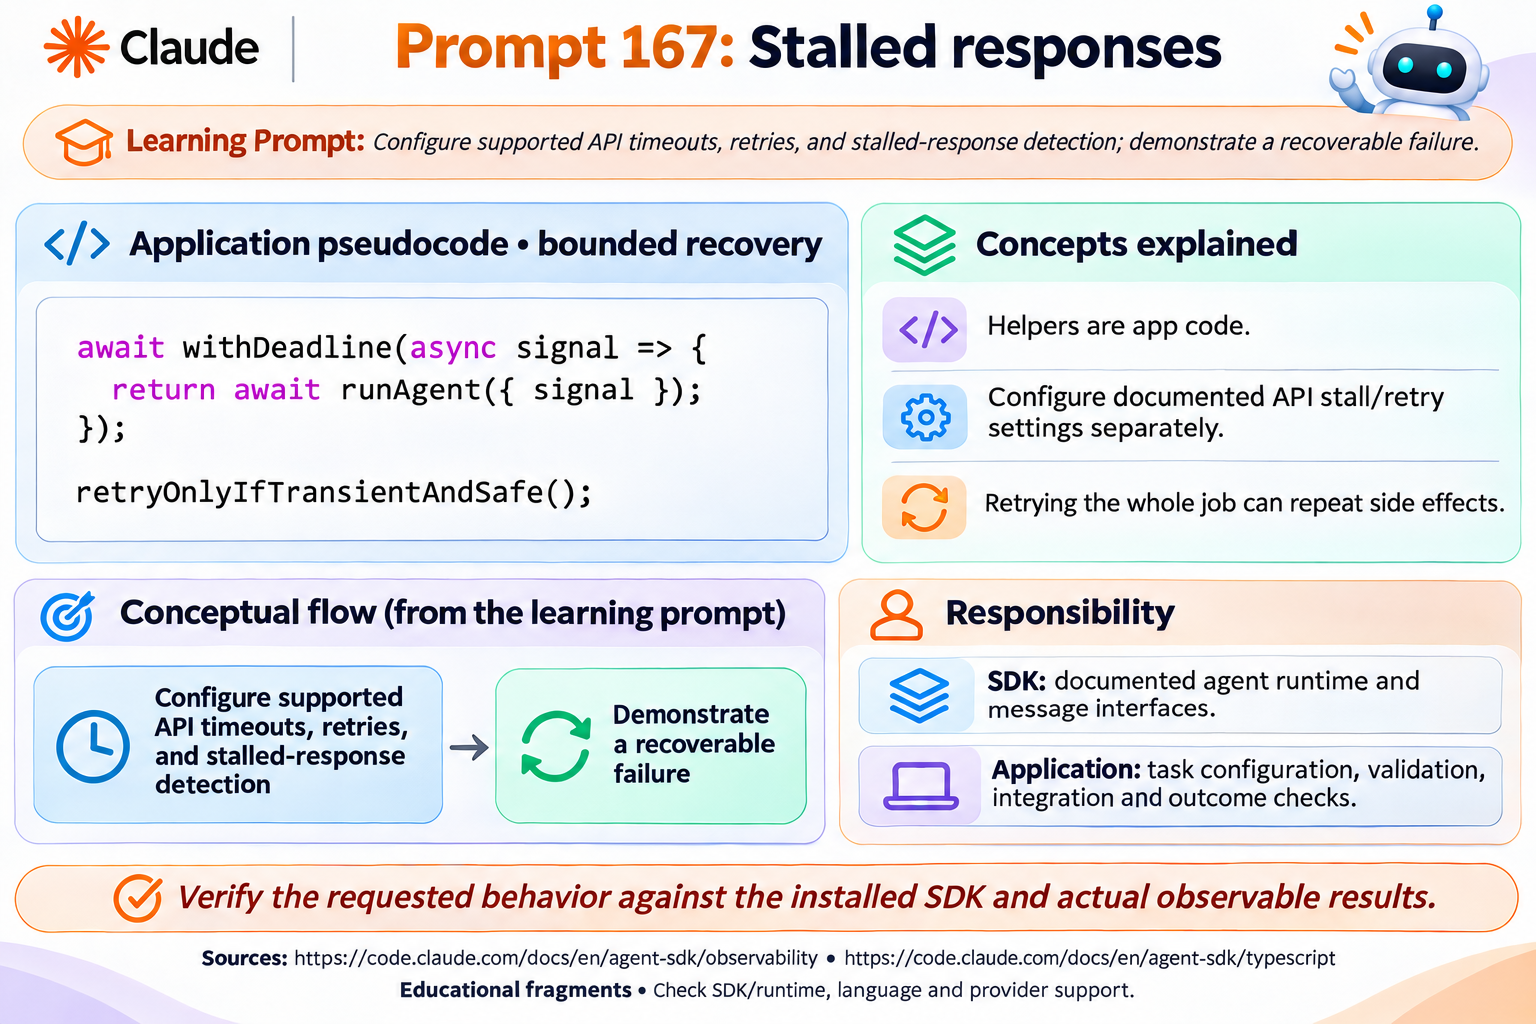 Claude
Prompt 167: Stalled responses
Learning Prompt: Configure supported API timeouts, retries, and stalled-response detection; demonstrate a recoverable failure.
</> Application pseudocode • bounded recovery
await withDeadline(async signal => {
  return await runAgent({ signal });
});
retryOnlyIfTransientAndSafe();
Concepts explained
</> Helpers are app code.
Configure documented API stall/retry
settings separately.
Retrying the whole job can repeat side effects.
Conceptual flow (from the learning prompt)
Configure supported
API timeouts, retries,
and stalled-response
detection
Demonstrate
a recoverable
failure
Responsibility
SDK: documented agent runtime and
message interfaces.
Application: task configuration, validation,
integration and outcome checks.
Verify the requested behavior against the installed SDK and actual observable results.
Sources: https://code.claude.com/docs/en/agent-sdk/observability • https://code.claude.com/docs/en/agent-sdk/typescript
Educational fragments • Check SDK/runtime, language and provider support.